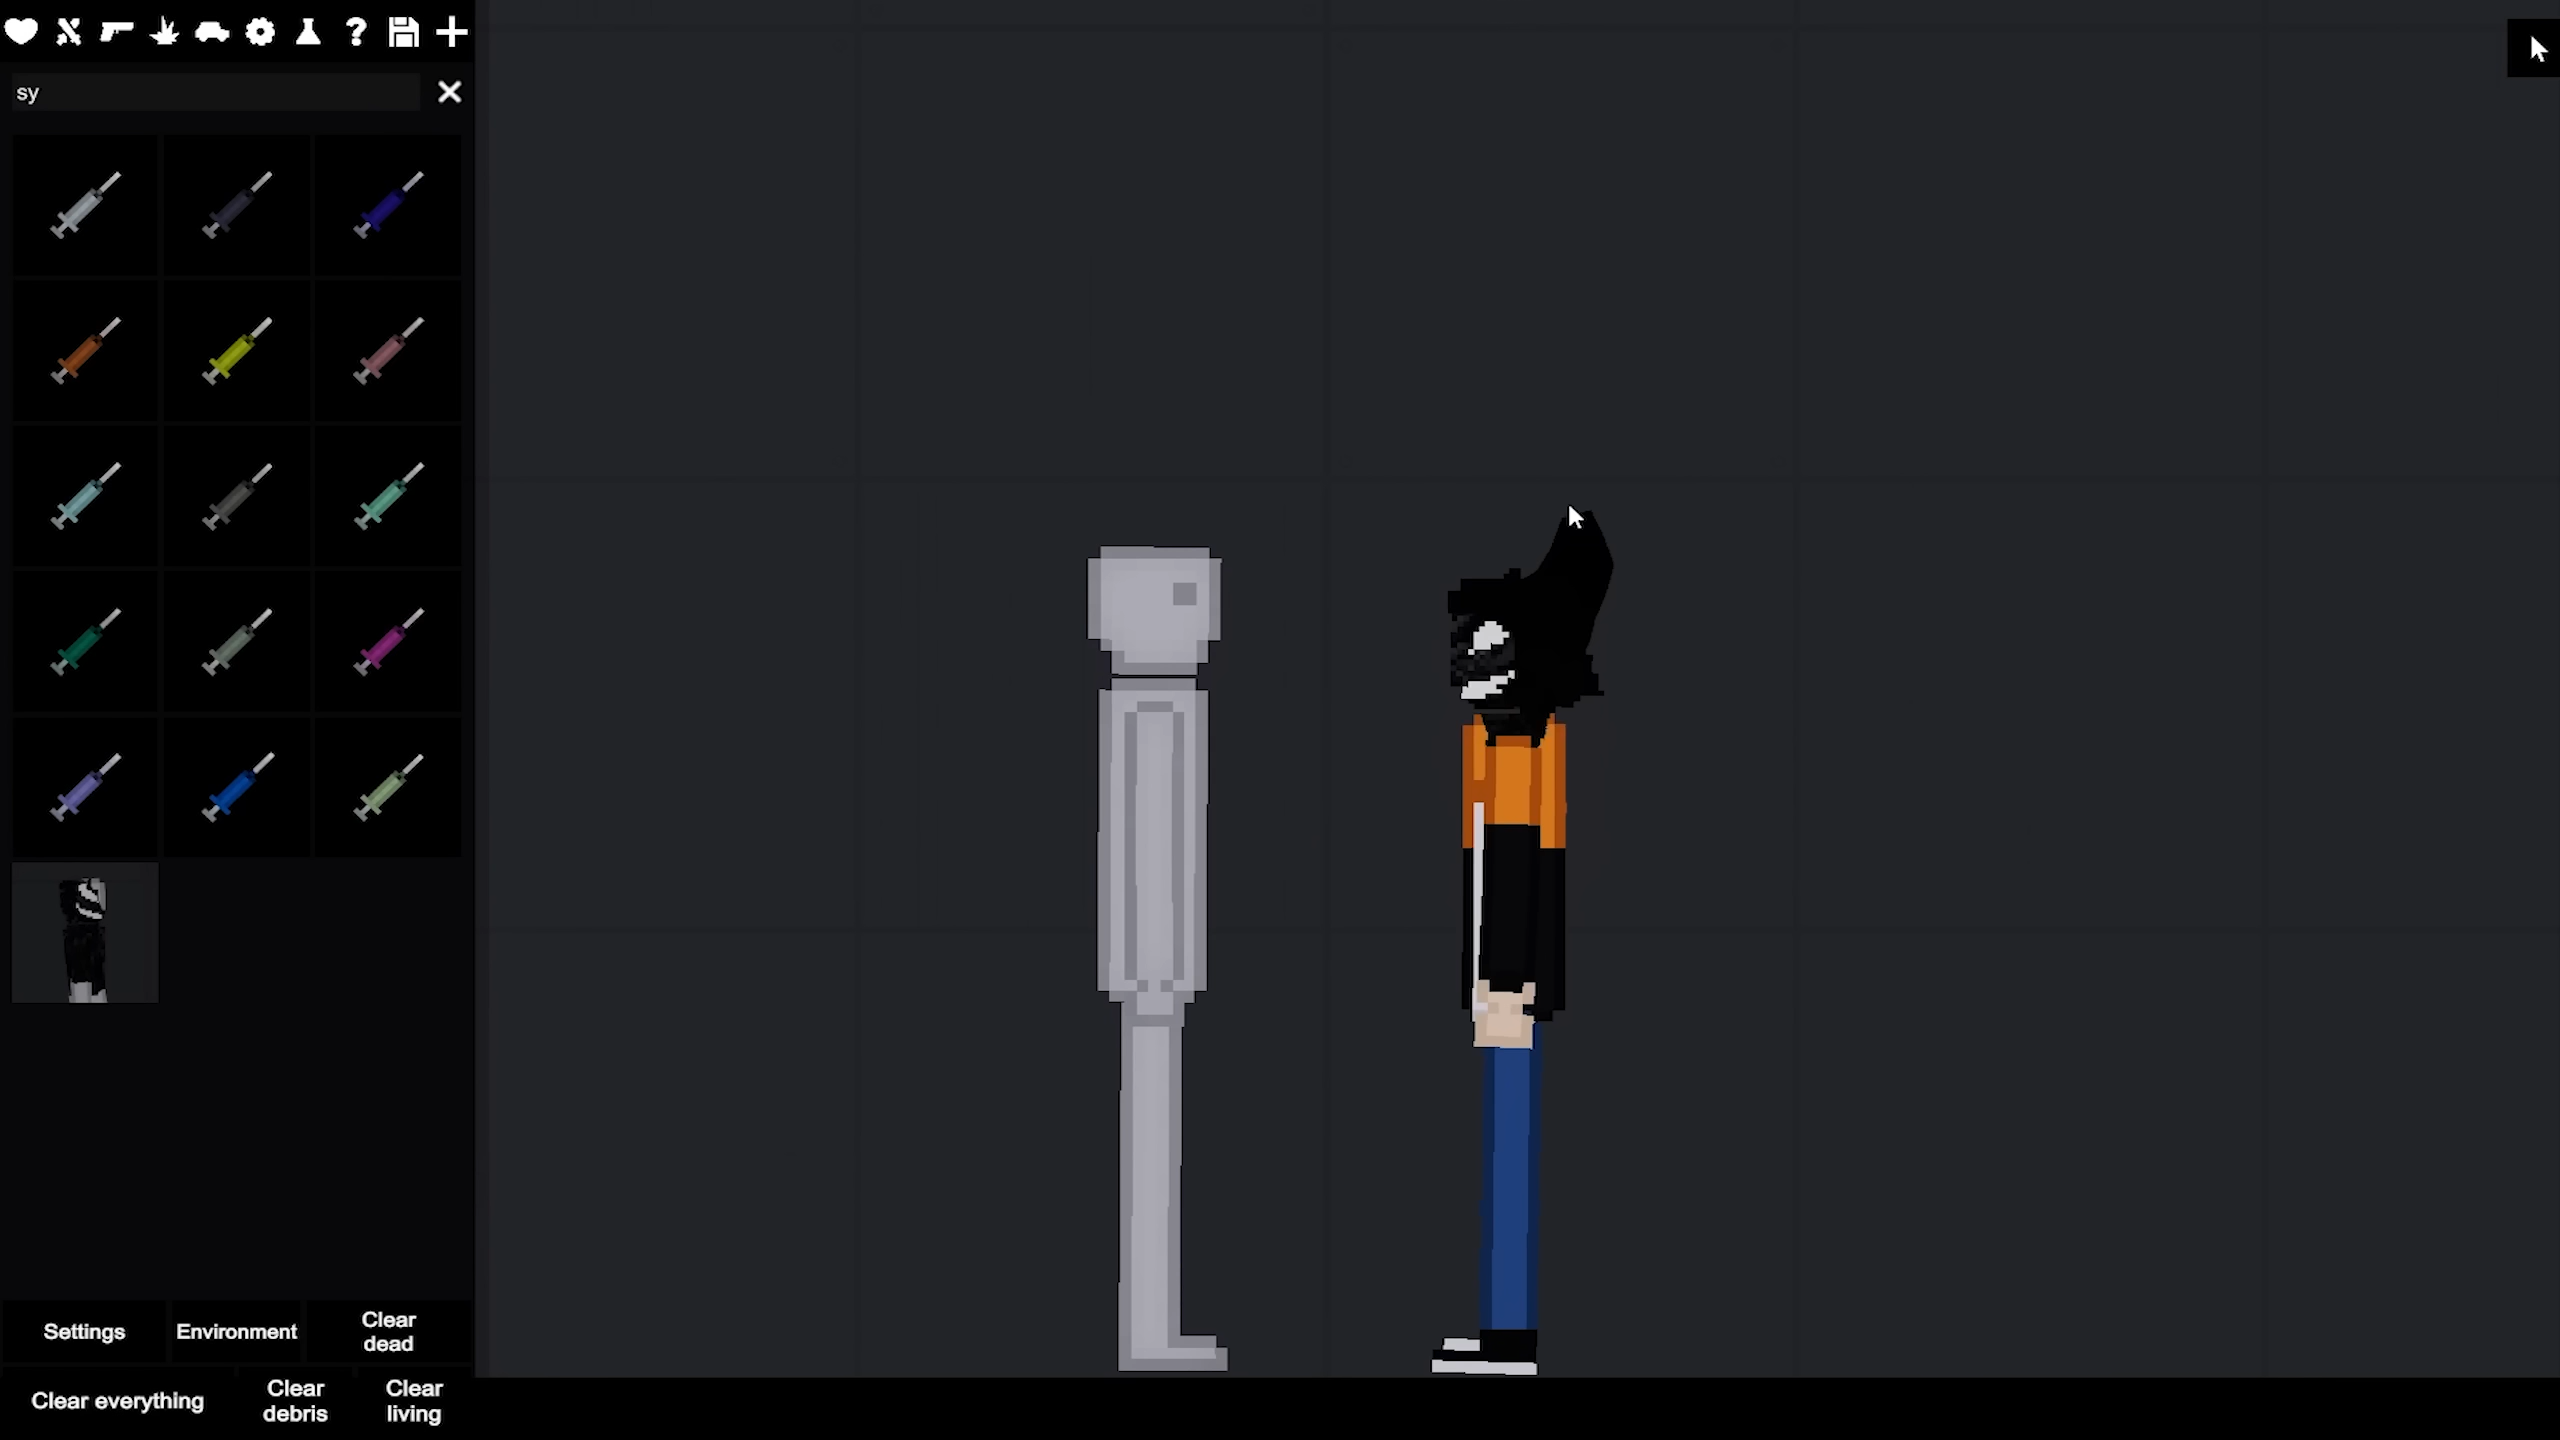 sy
Settings
Environment
Clear
dead
Clear everything
Clear
debris
Clear
living